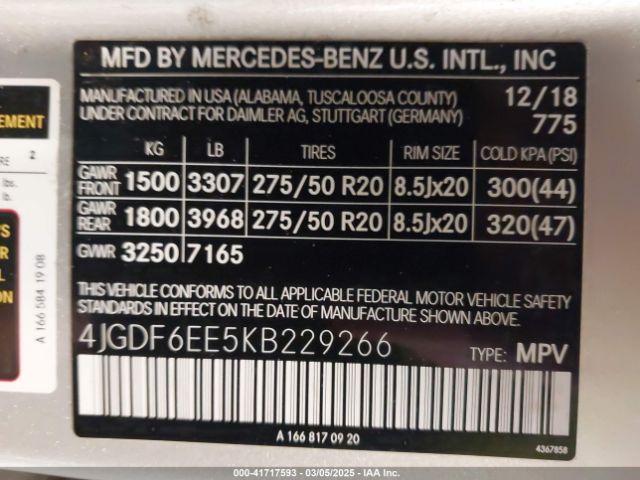 MFD BY MERCEDES-BENZ U.S. INTL., INC
MANUFACTURED IN USA (ALABAMA, TUSCALOOSA COUNTY) 12/18
UNDER CONTRACT FOR DAIMLER AG, STUTTGART (GERMANY) 775
KG LB TIRES RIM SIZE COLD KPA (PSI)
GAWR FRONT 1500 3307 275/50 R20 8.5Jx20 300(44)
GAWR REAR 1800 3968 275/50 R20 8.5Jx20 320(47)
GVWR 3250 7165
THIS VEHICLE CONFORMS TO ALL APPLICABLE FEDERAL MOTOR VEHICLE SAFETY
STANDARDS IN EFFECT ON THE DATE OF MANUFACTURE SHOWN ABOVE.
4JGDF6EE5KB229266 TYPE: MPV
A 166 817 09 20
4367858
EMENT
RE 2
lbs.
lb.
'S
R
L
ON
A 166 584 19 08
000-41717593 - 03/05/2025 - IAA Inc.